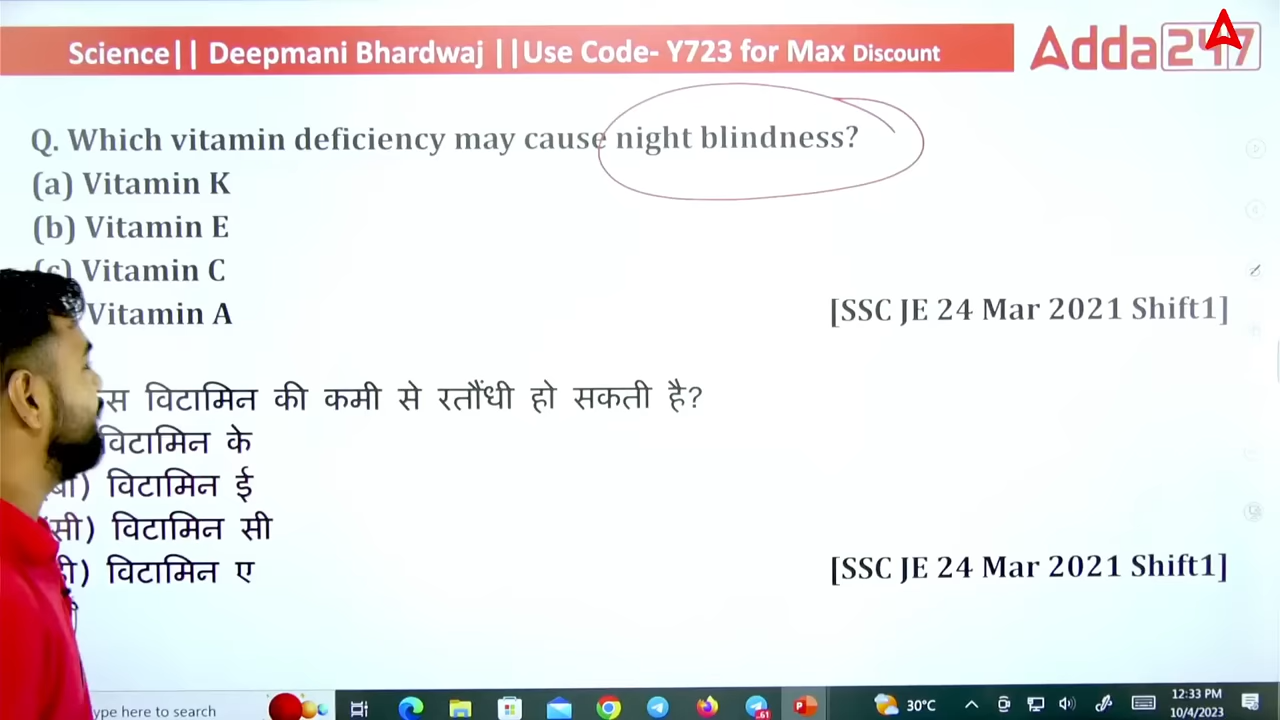 Science|| Deepmani Bhardwaj ||Use Code- Y723 for Max Discount
Adda247
Q. Which vitamin deficiency may cause night blindness?
(a) Vitamin K
(b) Vitamin E
(c) Vitamin C
Vitamin A
[SSC JE 24 Mar 2021 Shift1]
विटामिन की कमी से रतौंधी हो सकती है?
विटामिन के
विटामिन ई
(सी) विटामिन सी
विटामिन ए
[SSC JE 24 Mar 2021 Shift1]
here to search
61
30°C
12:33 PM
10/4/2023